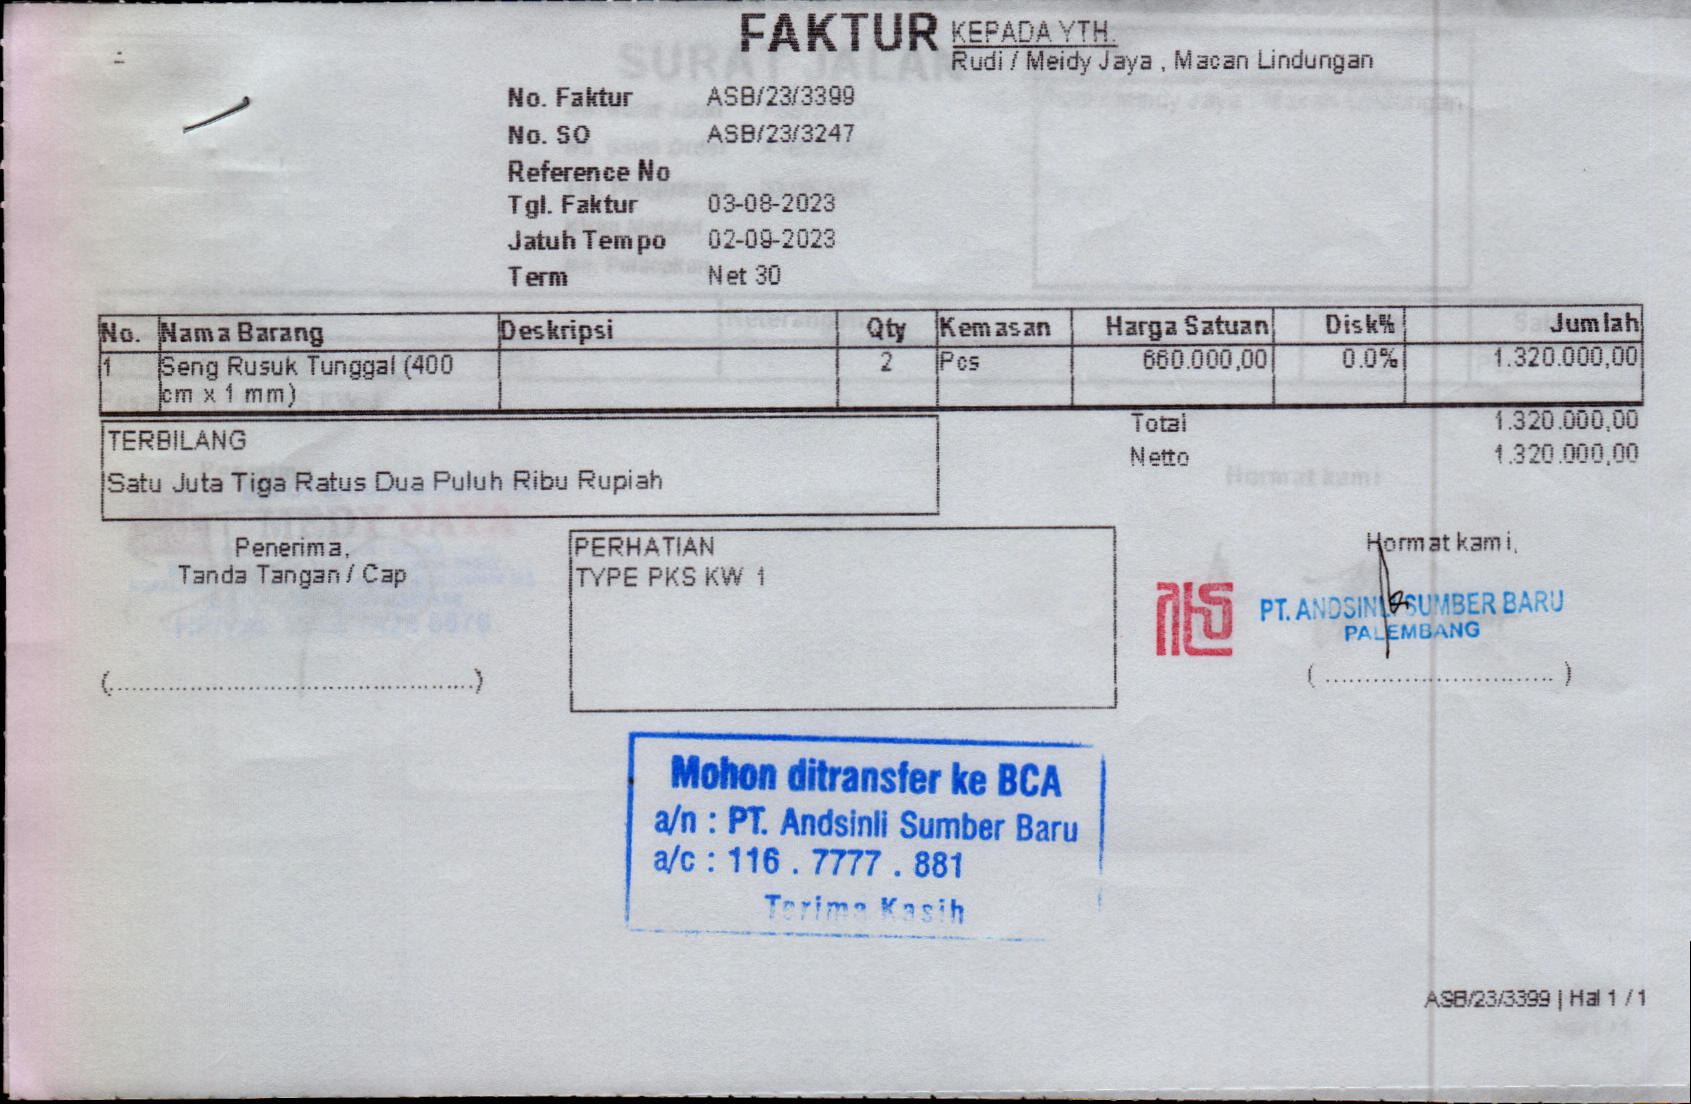 FAKTUR
KEPADA YTH.
Rudi / Meidy Jaya , Macan Lindungan
No. Faktur ASB/23/3399
No. SO ASB/23/3247
Reference No
Tgl. Faktur 03-08-2023
Jatuh Tempo 02-09-2023
Term Net 30
No. Nama Barang Deskripsi Qty Kemasan Harga Satuan Disk% Jumlah
1 Seng Rusuk Tunggal (400 2 Pcs 660.000,00 0.0% 1.320.000,00
cm x 1 mm)
Total 1.320.000,00
Netto 1.320.000,00
TERBILANG
Satu Juta Tiga Ratus Dua Puluh Ribu Rupiah
Penerima,
Tanda Tangan / Cap
(..............................................)
PERHATIAN
TYPE PKS KW 1
Hormat kami,
PT. ANDSINLI SUMBER BARU
PALEMBANG
( ............................. )
Mohon ditransfer ke BCA
a/n : PT. Andsinli Sumber Baru
a/c : 116 . 7777 . 881
Terima Kasih
ASB/23/3399 | Hal 1 / 1